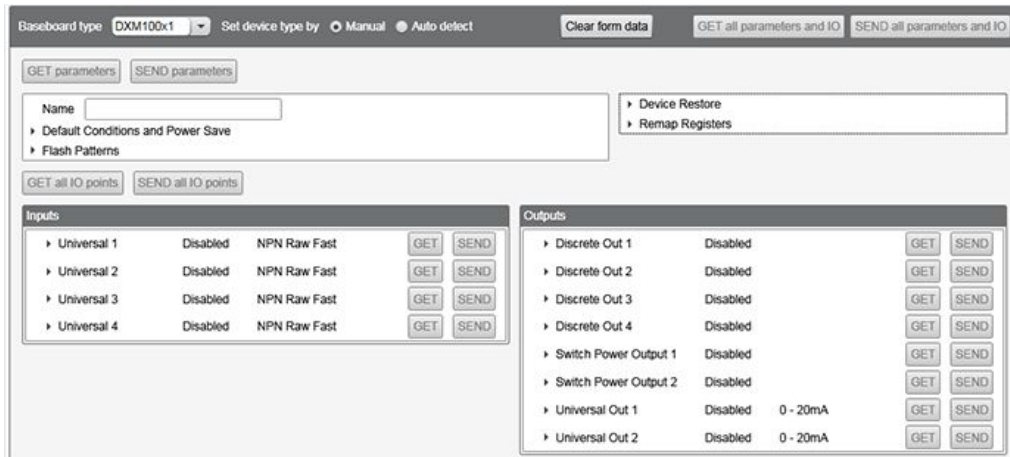 Baseboard type DXM100x1 Set device type by Manual Auto detect Clear form data GET all parameters and IO SEND all parameters and IO
GET parameters SEND parameters
Name
Default Conditions and Power Save
Flash Patterns
Device Restore
Remap Registers
GET all IO points SEND all IO points
Inputs
Universal 1 Disabled NPN Raw Fast GET SEND
Universal 2 Disabled NPN Raw Fast GET SEND
Universal 3 Disabled NPN Raw Fast GET SEND
Universal 4 Disabled NPN Raw Fast GET SEND
Outputs
Discrete Out 1 Disabled GET SEND
Discrete Out 2 Disabled GET SEND
Discrete Out 3 Disabled GET SEND
Discrete Out 4 Disabled GET SEND
Switch Power Output 1 Disabled GET SEND
Switch Power Output 2 Disabled GET SEND
Universal Out 1 Disabled 0 - 20mA GET SEND
Universal Out 2 Disabled 0 - 20mA GET SEND